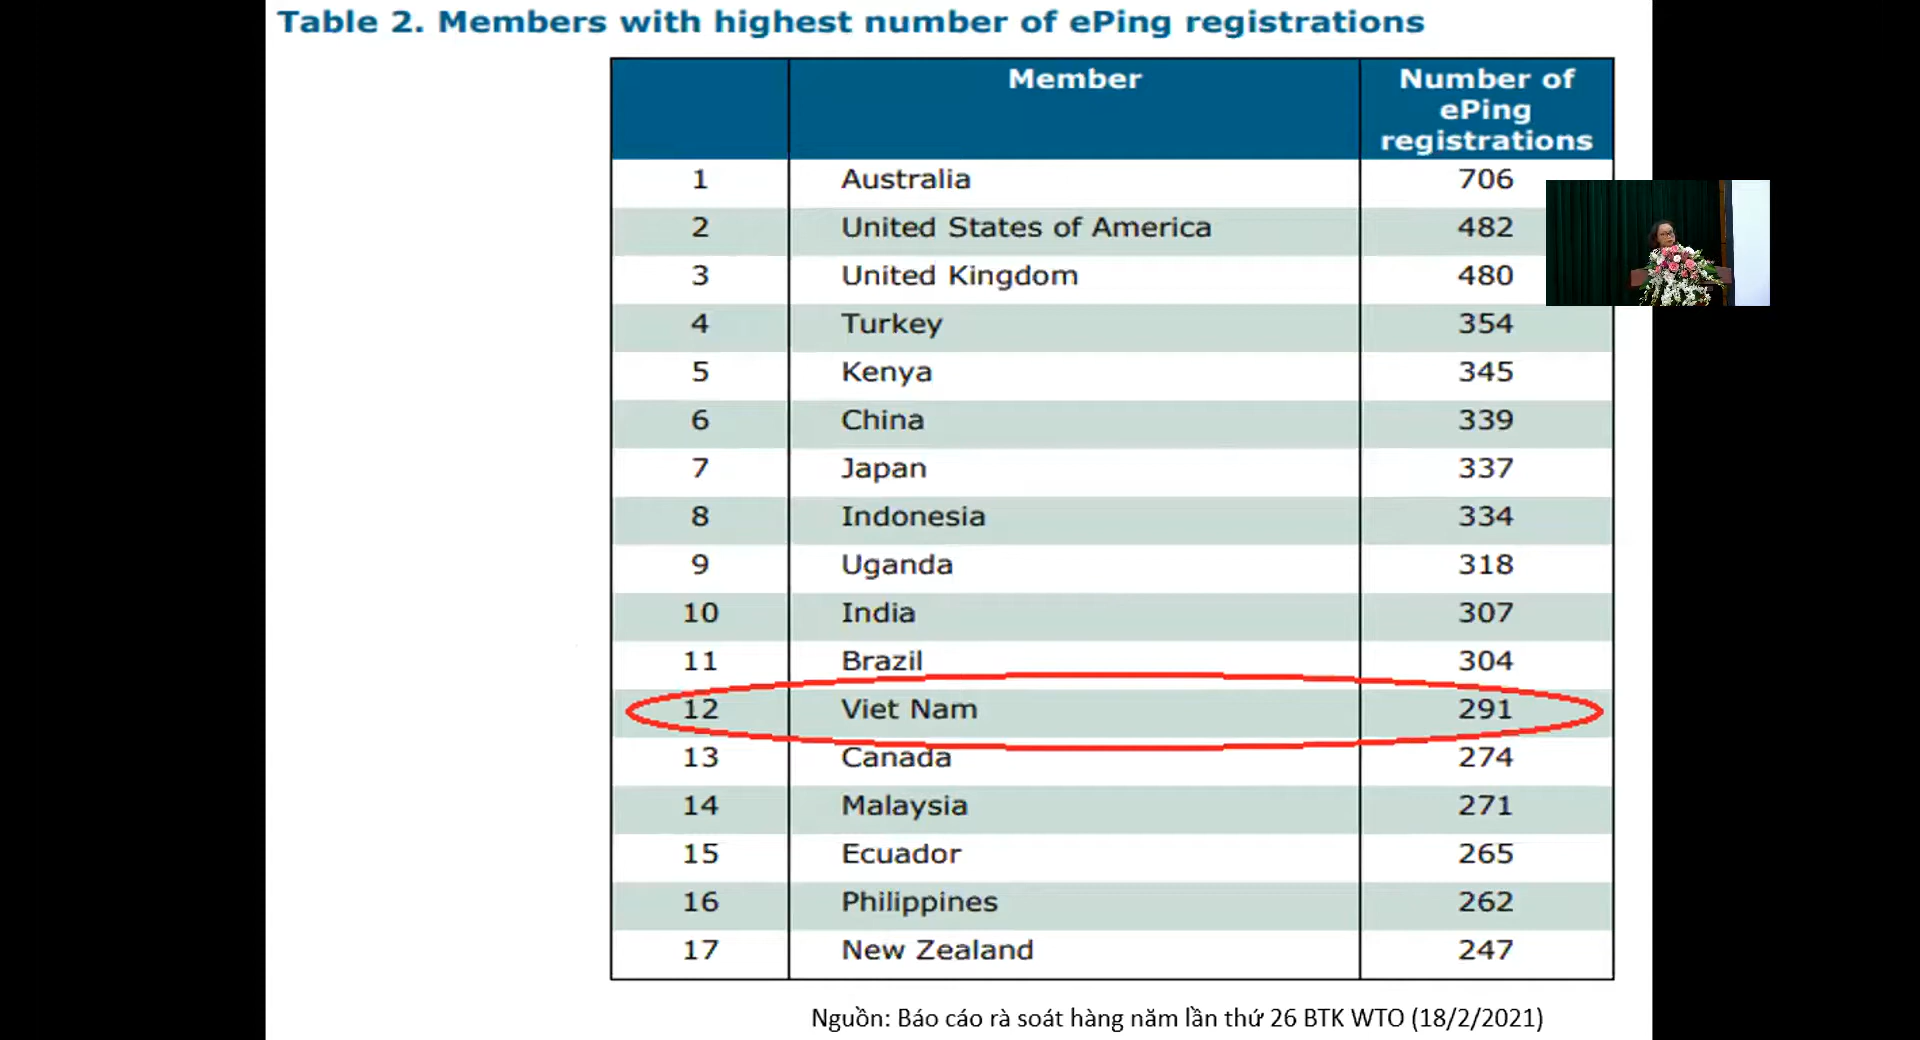 Table 2. Members with highest number of ePing registrations
Member
Number of
ePing
registrations
1 Australia 706
2 United States of America 482
3 United Kingdom 480
4 Turkey 354
5 Kenya 345
6 China 339
7 Japan 337
8 Indonesia 334
9 Uganda 318
10 India 307
11 Brazil 304
12 Viet Nam 291
13 Canada 274
14 Malaysia 271
15 Ecuador 265
16 Philippines 262
17 New Zealand 247
Nguồn: Báo cáo rà soát hàng năm lần thứ 26 BTK WTO (18/2/2021)